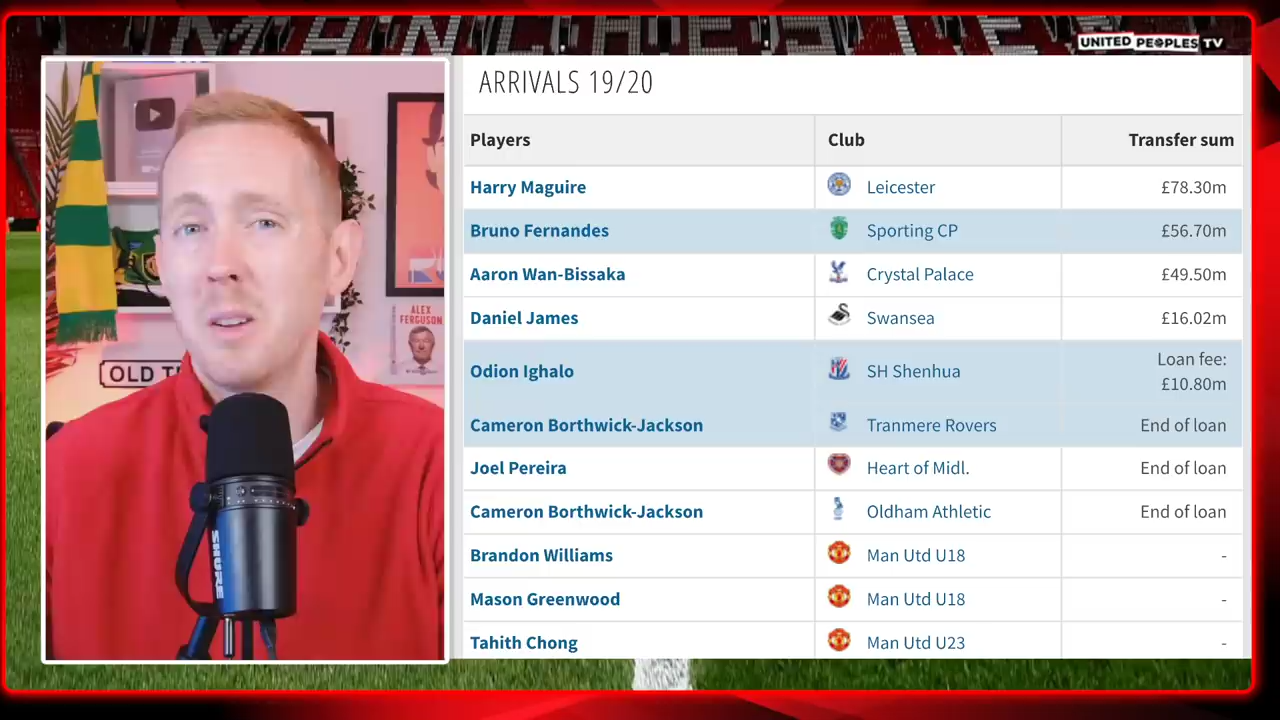 MANCHESTER
UNITED PEOPLES TV
ARRIVALS 19/20
Players Club Transfer sum
Harry Maguire Leicester £78.30m
Bruno Fernandes Sporting CP £56.70m
Aaron Wan-Bissaka Crystal Palace £49.50m
Daniel James Swansea £16.02m
Odion Ighalo SH Shenhua Loan fee:
£10.80m
Cameron Borthwick-Jackson Tranmere Rovers End of loan
Joel Pereira Heart of Midl. End of loan
Cameron Borthwick-Jackson Oldham Athletic End of loan
Brandon Williams Man Utd U18 -
Mason Greenwood Man Utd U18 -
Tahith Chong Man Utd U23 -
ALEX
FERGUSON
OLD T
SHURE